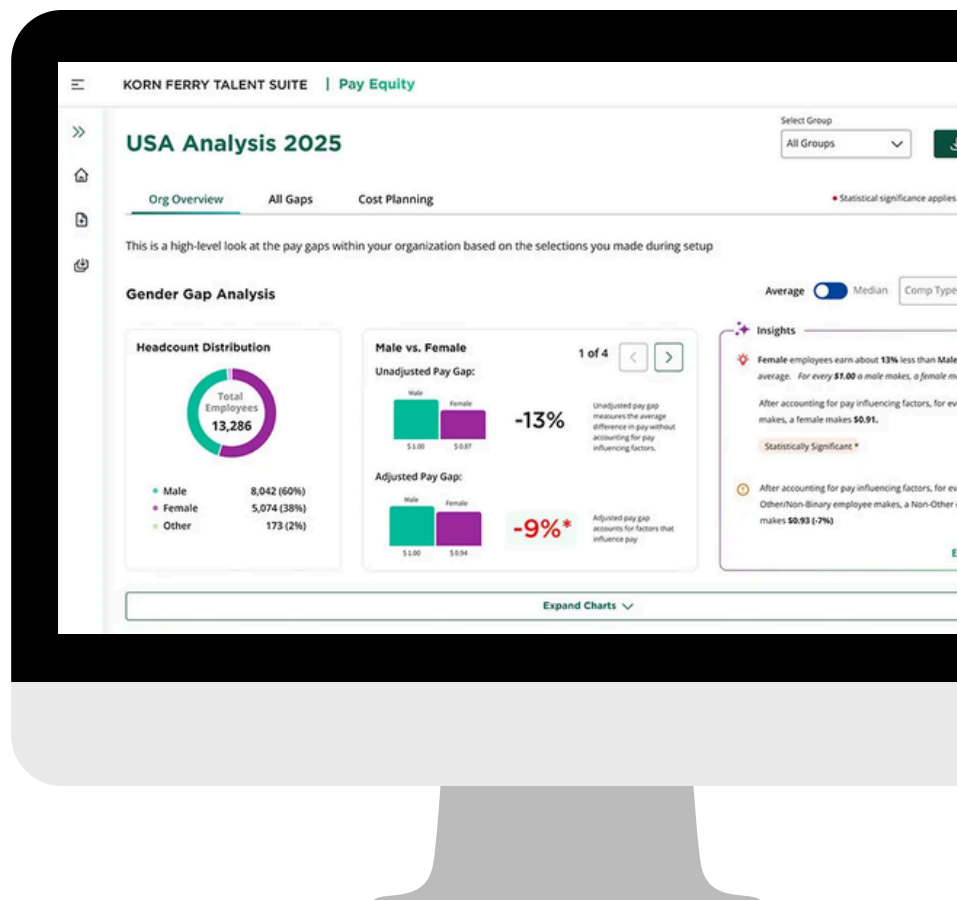 KORN FERRY TALENT SUITE | Pay Equity
USA Analysis 2025
Select Group
All Groups
Org Overview
All Gaps
Cost Planning
* Statistical significance applies
This is a high-level look at the pay gaps within your organization based on the selections you made during setup
Gender Gap Analysis
Average
Median
Comp Type
Headcount Distribution
Total
Employees
13,286
Male 8,042 (60%)
Female 5,074 (38%)
Other 173 (2%)
Male vs. Female
1 of 4
Unadjusted Pay Gap:
Male
Female
$1.00
$0.87
-13%
Unadjusted pay gap
measures the average
difference in pay without
accounting for pay
influencing factors.
Adjusted Pay Gap:
Male
Female
$1.00
$0.94
-9%*
Adjusted pay gap
accounts for factors that
influence pay
Insights
Female employees earn about 13% less than Male
average. For every $1.00 a male makes, a female
After accounting for pay influencing factors, for
makes, a female makes $0.91.
Statistically Significant *
After accounting for pay influencing factors, for
Other/Non-Binary employee makes, a Non-Other
makes $0.93 (-7%)
Expand Charts